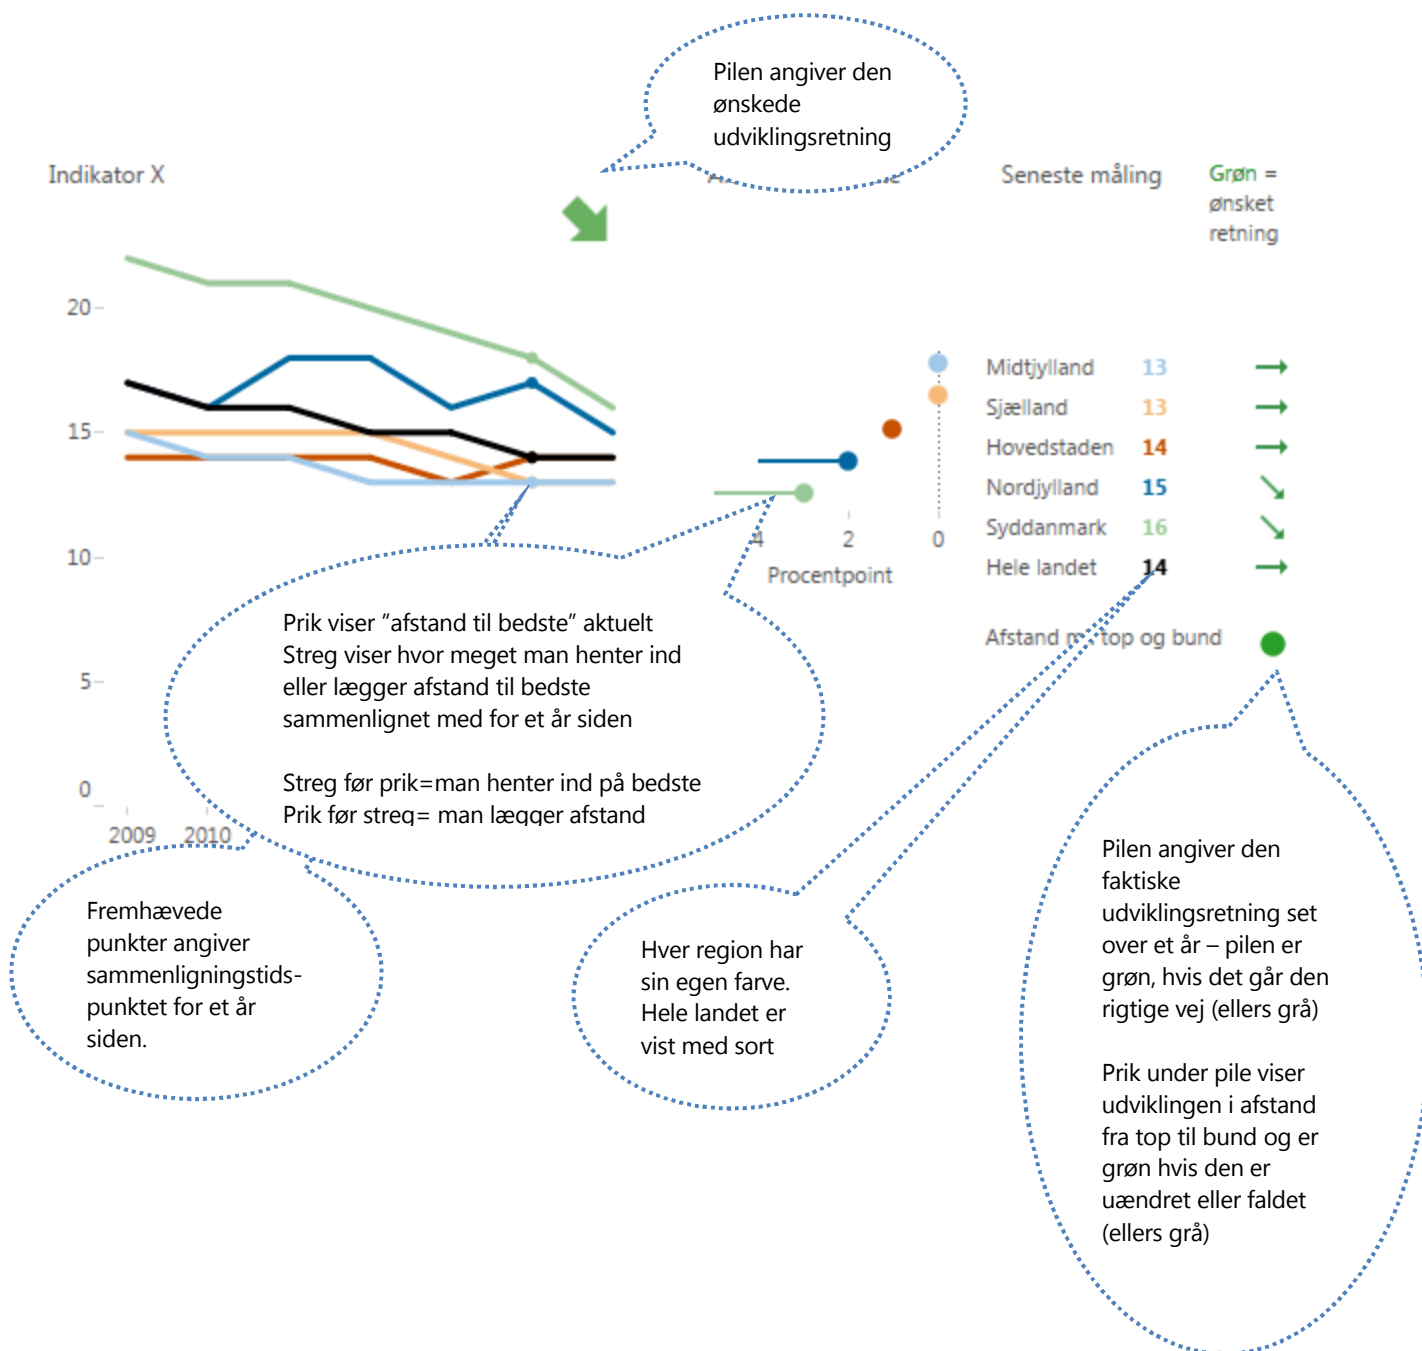 Pilen angiver den
ønskede
udviklingsretning
Indikator X
Seneste måling
Grøn =
ønsket
retning
20
15
10
5
0
2009
2010
4
2
0
Procentpoint
Midtjylland 13
Sjælland 13
Hovedstaden 14
Nordjylland 15
Syddanmark 16
Hele landet 14
Afstand top og bund
Prik viser ”afstand til bedste” aktuelt
Streg viser hvor meget man henter ind
eller lægger afstand til bedste
sammenlignet med for et år siden
Streg før prik=man henter ind på bedste
Prik før streg= man lægger afstand
Fremhævede
punkter angiver
sammenligningstids-
punktet for et år
siden.
Hver region har
sin egen farve.
Hele landet er
vist med sort
Pilen angiver den
faktiske
udviklingsretning set
over et år – pilen er
grøn, hvis det går den
rigtige vej (ellers grå)
Prik under pile viser
udviklingen i afstand
fra top til bund og er
grøn hvis den er
uændret eller faldet
(ellers grå)